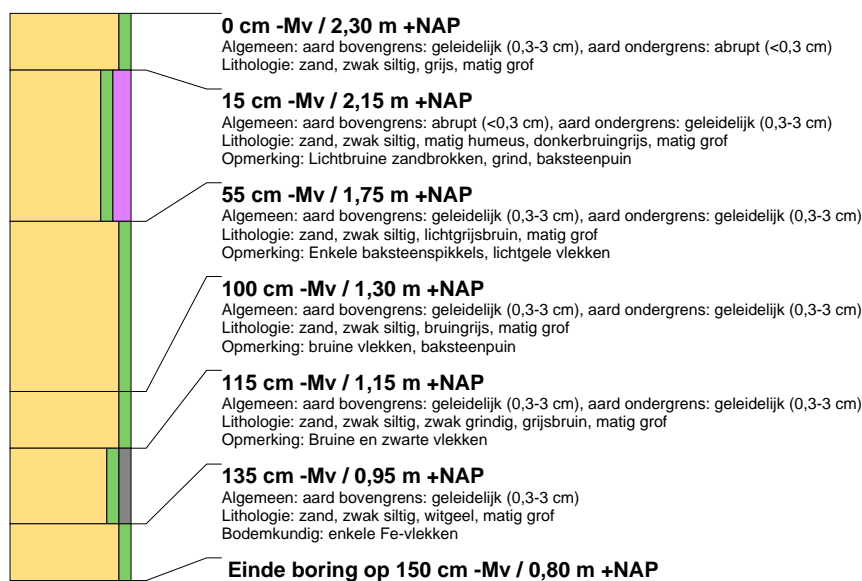 0 cm -Mv / 2,30 m +NAP
Algemeen: aard bovengrens: geleidelijk (0,3-3 cm), aard ondergrens: abrupt (<0,3 cm)
Lithologie: zand, zwak siltig, grijs, matig grof
15 cm -Mv / 2,15 m +NAP
Algemeen: aard bovengrens: abrupt (<0,3 cm), aard ondergrens: geleidelijk (0,3-3 cm)
Lithologie: zand, zwak siltig, matig humeus, donkerbruingrijs, matig grof
Opmerking: Lichtbruine zandbrokken, grind, baksteenpuin
55 cm -Mv / 1,75 m +NAP
Algemeen: aard bovengrens: geleidelijk (0,3-3 cm), aard ondergrens: geleidelijk (0,3-3 cm)
Lithologie: zand, zwak siltig, lichtgrijsbruin, matig grof
Opmerking: Enkele baksteenspikkels, lichtgele vlekken
100 cm -Mv / 1,30 m +NAP
Algemeen: aard bovengrens: geleidelijk (0,3-3 cm), aard ondergrens: geleidelijk (0,3-3 cm)
Lithologie: zand, zwak siltig, bruingrijs, matig grof
Opmerking: bruine vlekken, baksteenpuin
115 cm -Mv / 1,15 m +NAP
Algemeen: aard bovengrens: geleidelijk (0,3-3 cm), aard ondergrens: geleidelijk (0,3-3 cm)
Lithologie: zand, zwak siltig, zwak grindig, grijsbruin, matig grof
Opmerking: Bruine en zwarte vlekken
135 cm -Mv / 0,95 m +NAP
Algemeen: aard bovengrens: geleidelijk (0,3-3 cm)
Lithologie: zand, zwak siltig, witgeel, matig grof
Bodemkundig: enkele Fe-vlekken
Einde boring op 150 cm -Mv / 0,80 m +NAP